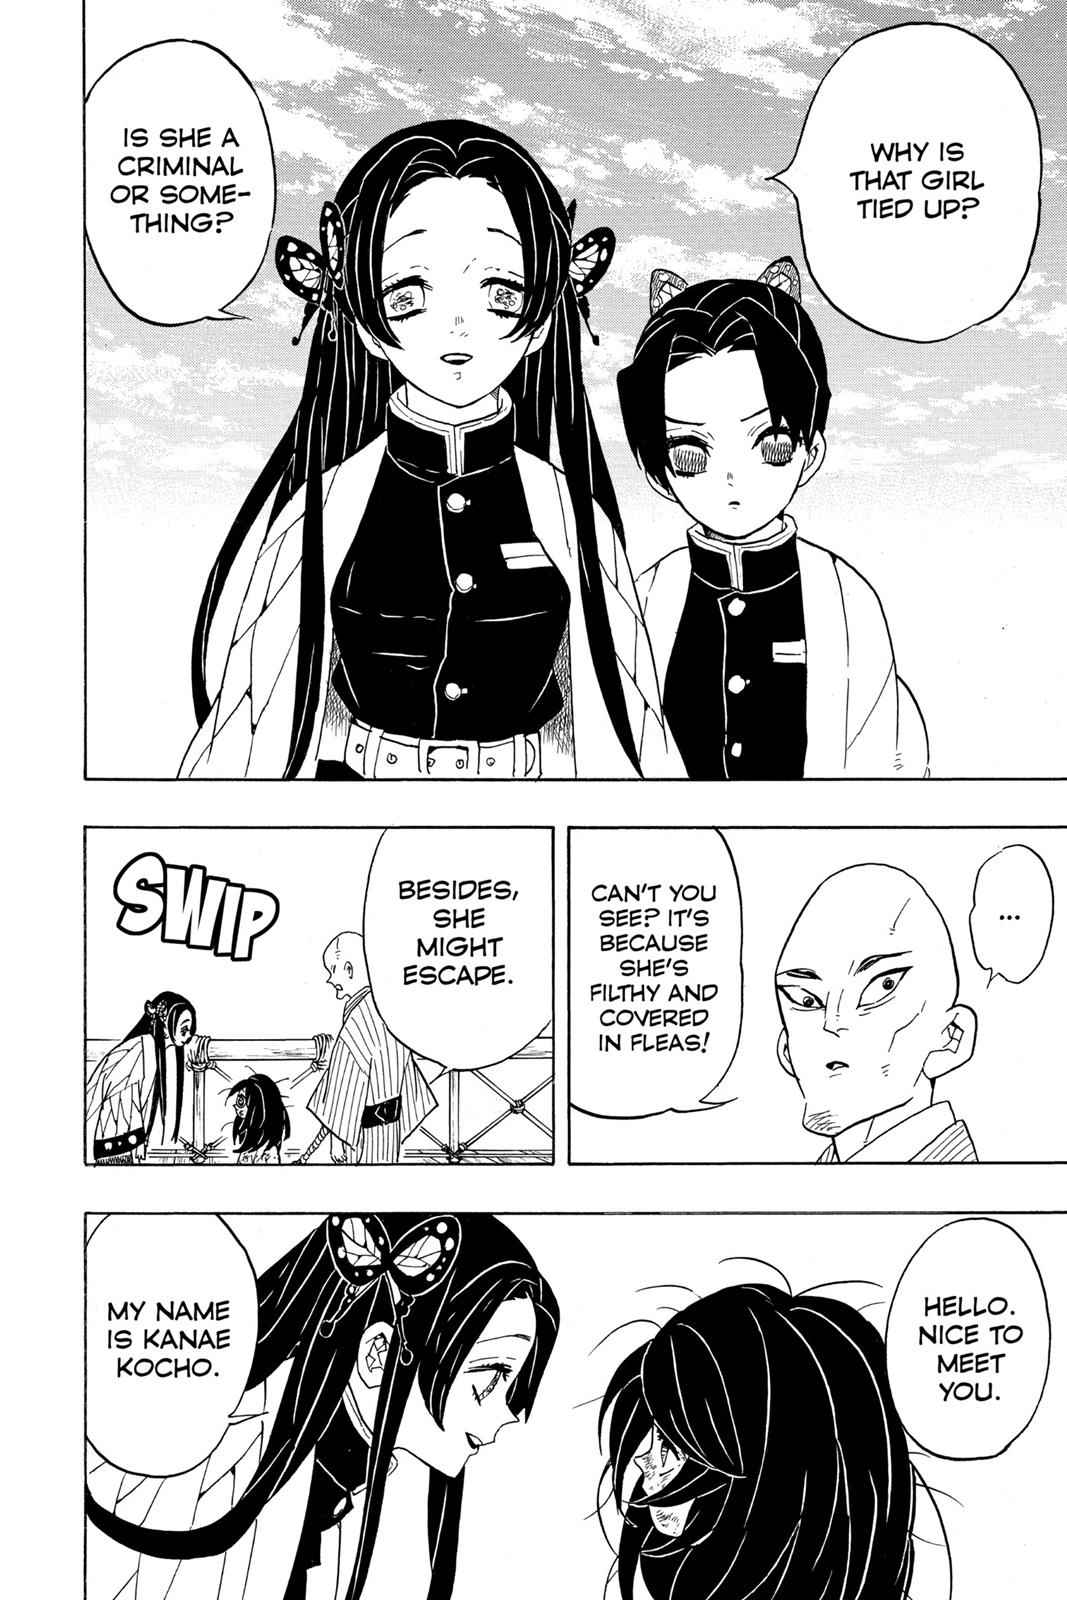 WHY IS
THAT GIRL
TIED UP?
IS SHE A
CRIMINAL
OR SOME-
THING?
...
CAN'T YOU
SEE? IT'S
BECAUSE
SHE'S
FILTHY AND
COVERED
IN FLEAS!
BESIDES,
SHE
MIGHT
ESCAPE.
SWIP
HELLO.
NICE TO
MEET
YOU.
MY NAME
IS KANAE
KOCHO.